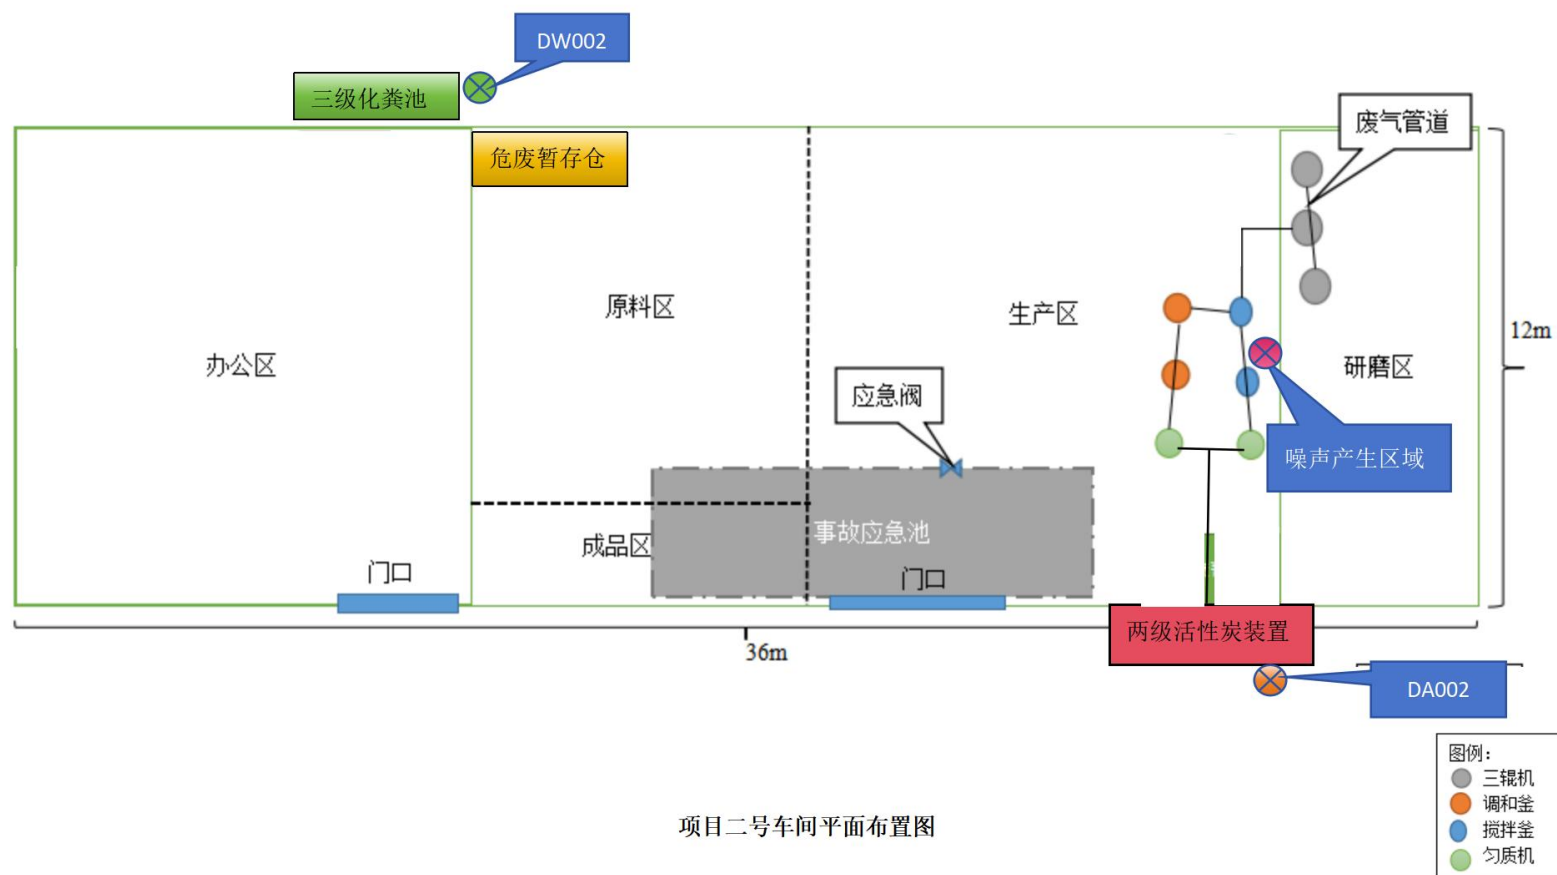 DW002
三级化粪池
废气管道
危废暂存仓
原料区
生产区
12m
办公区
研磨区
应急阀
噪声产生区域
事故应急池
成品区
门口
门口
两级活性炭装置
36m
DA002
图例：
三辊机
调和釜
搅拌釜
匀质机
项目二号车间平面布置图